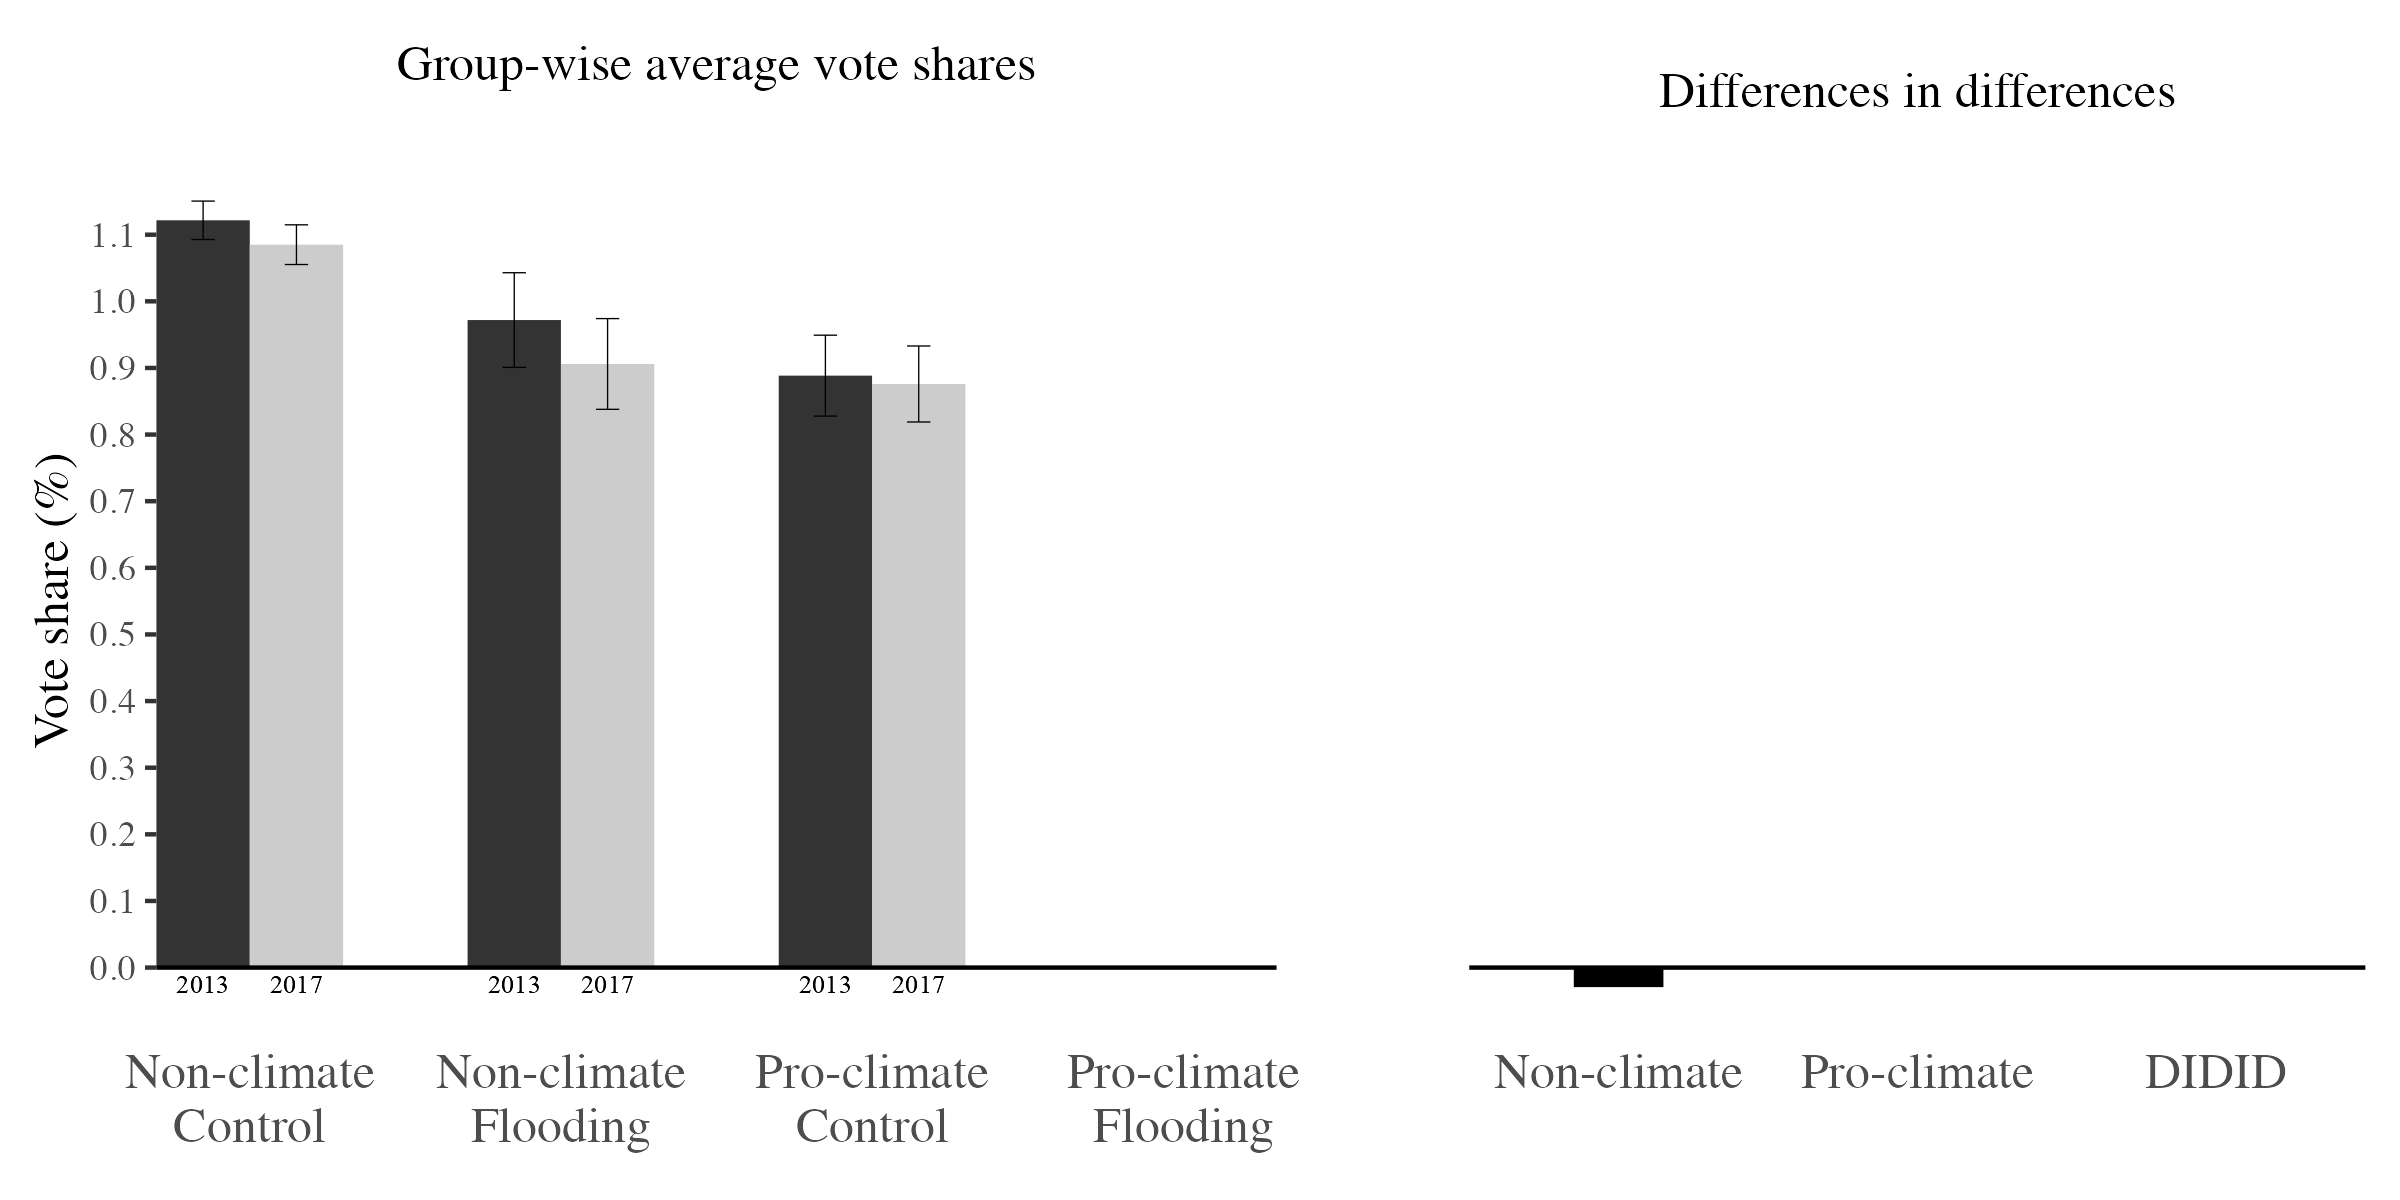 Group-wise average vote shares
Differences in differences
Vote share (%)
1.1
1.0
0.9
0.8
0.7
0.6
0.5
0.4
0.3
0.2
0.1
0.0
2013 2017 2013 2017 2013 2017
Non-climate Non-climate Pro-climate Pro-climate
Control Flooding Control Flooding
Non-climate Pro-climate DIDID